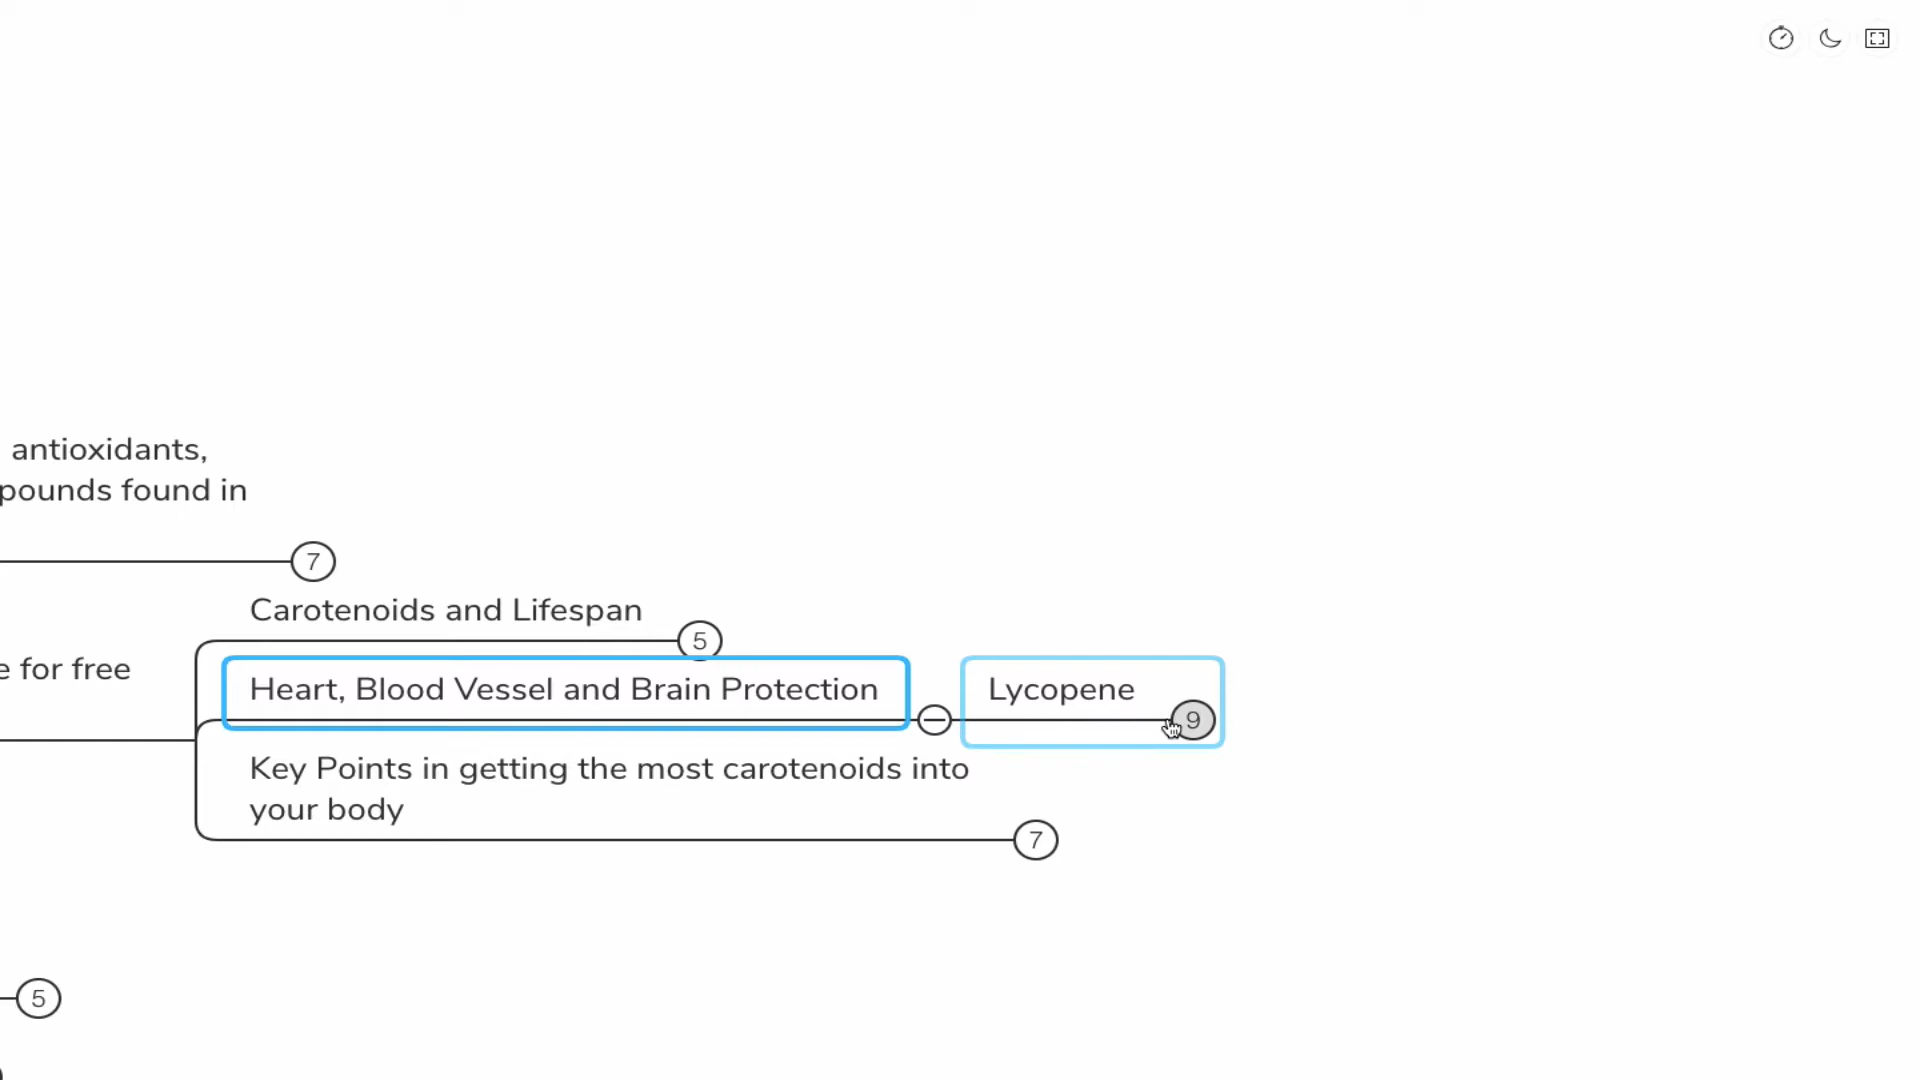 antioxidants,
pounds found in
7
Carotenoids and Lifespan
5
e for free
Heart, Blood Vessel and Brain Protection
Lycopene
9
Key Points in getting the most carotenoids into
your body
7
5